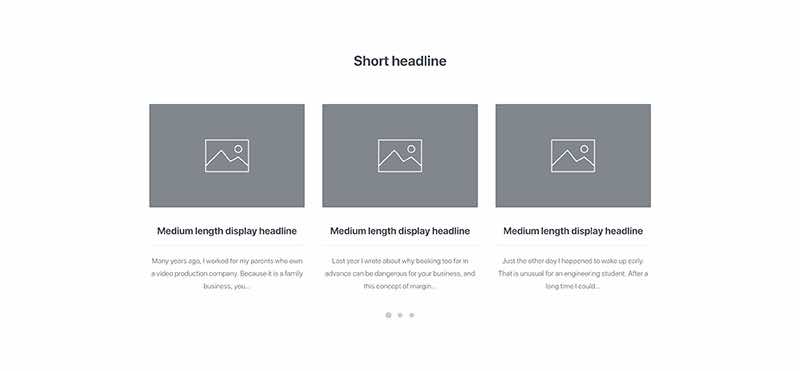 Short headline
Medium length display headline
Many years ago, I worked for my parents who own
a video production company. Because it is a family
business, you...
Medium length display headline
Last year I wrote about why booking too far in
advance can be dangerous for your business, and
this concept of margin...
Medium length display headline
Just the other day I happened to wake up early.
That is unusual for an engineering student. After a
long time I could...